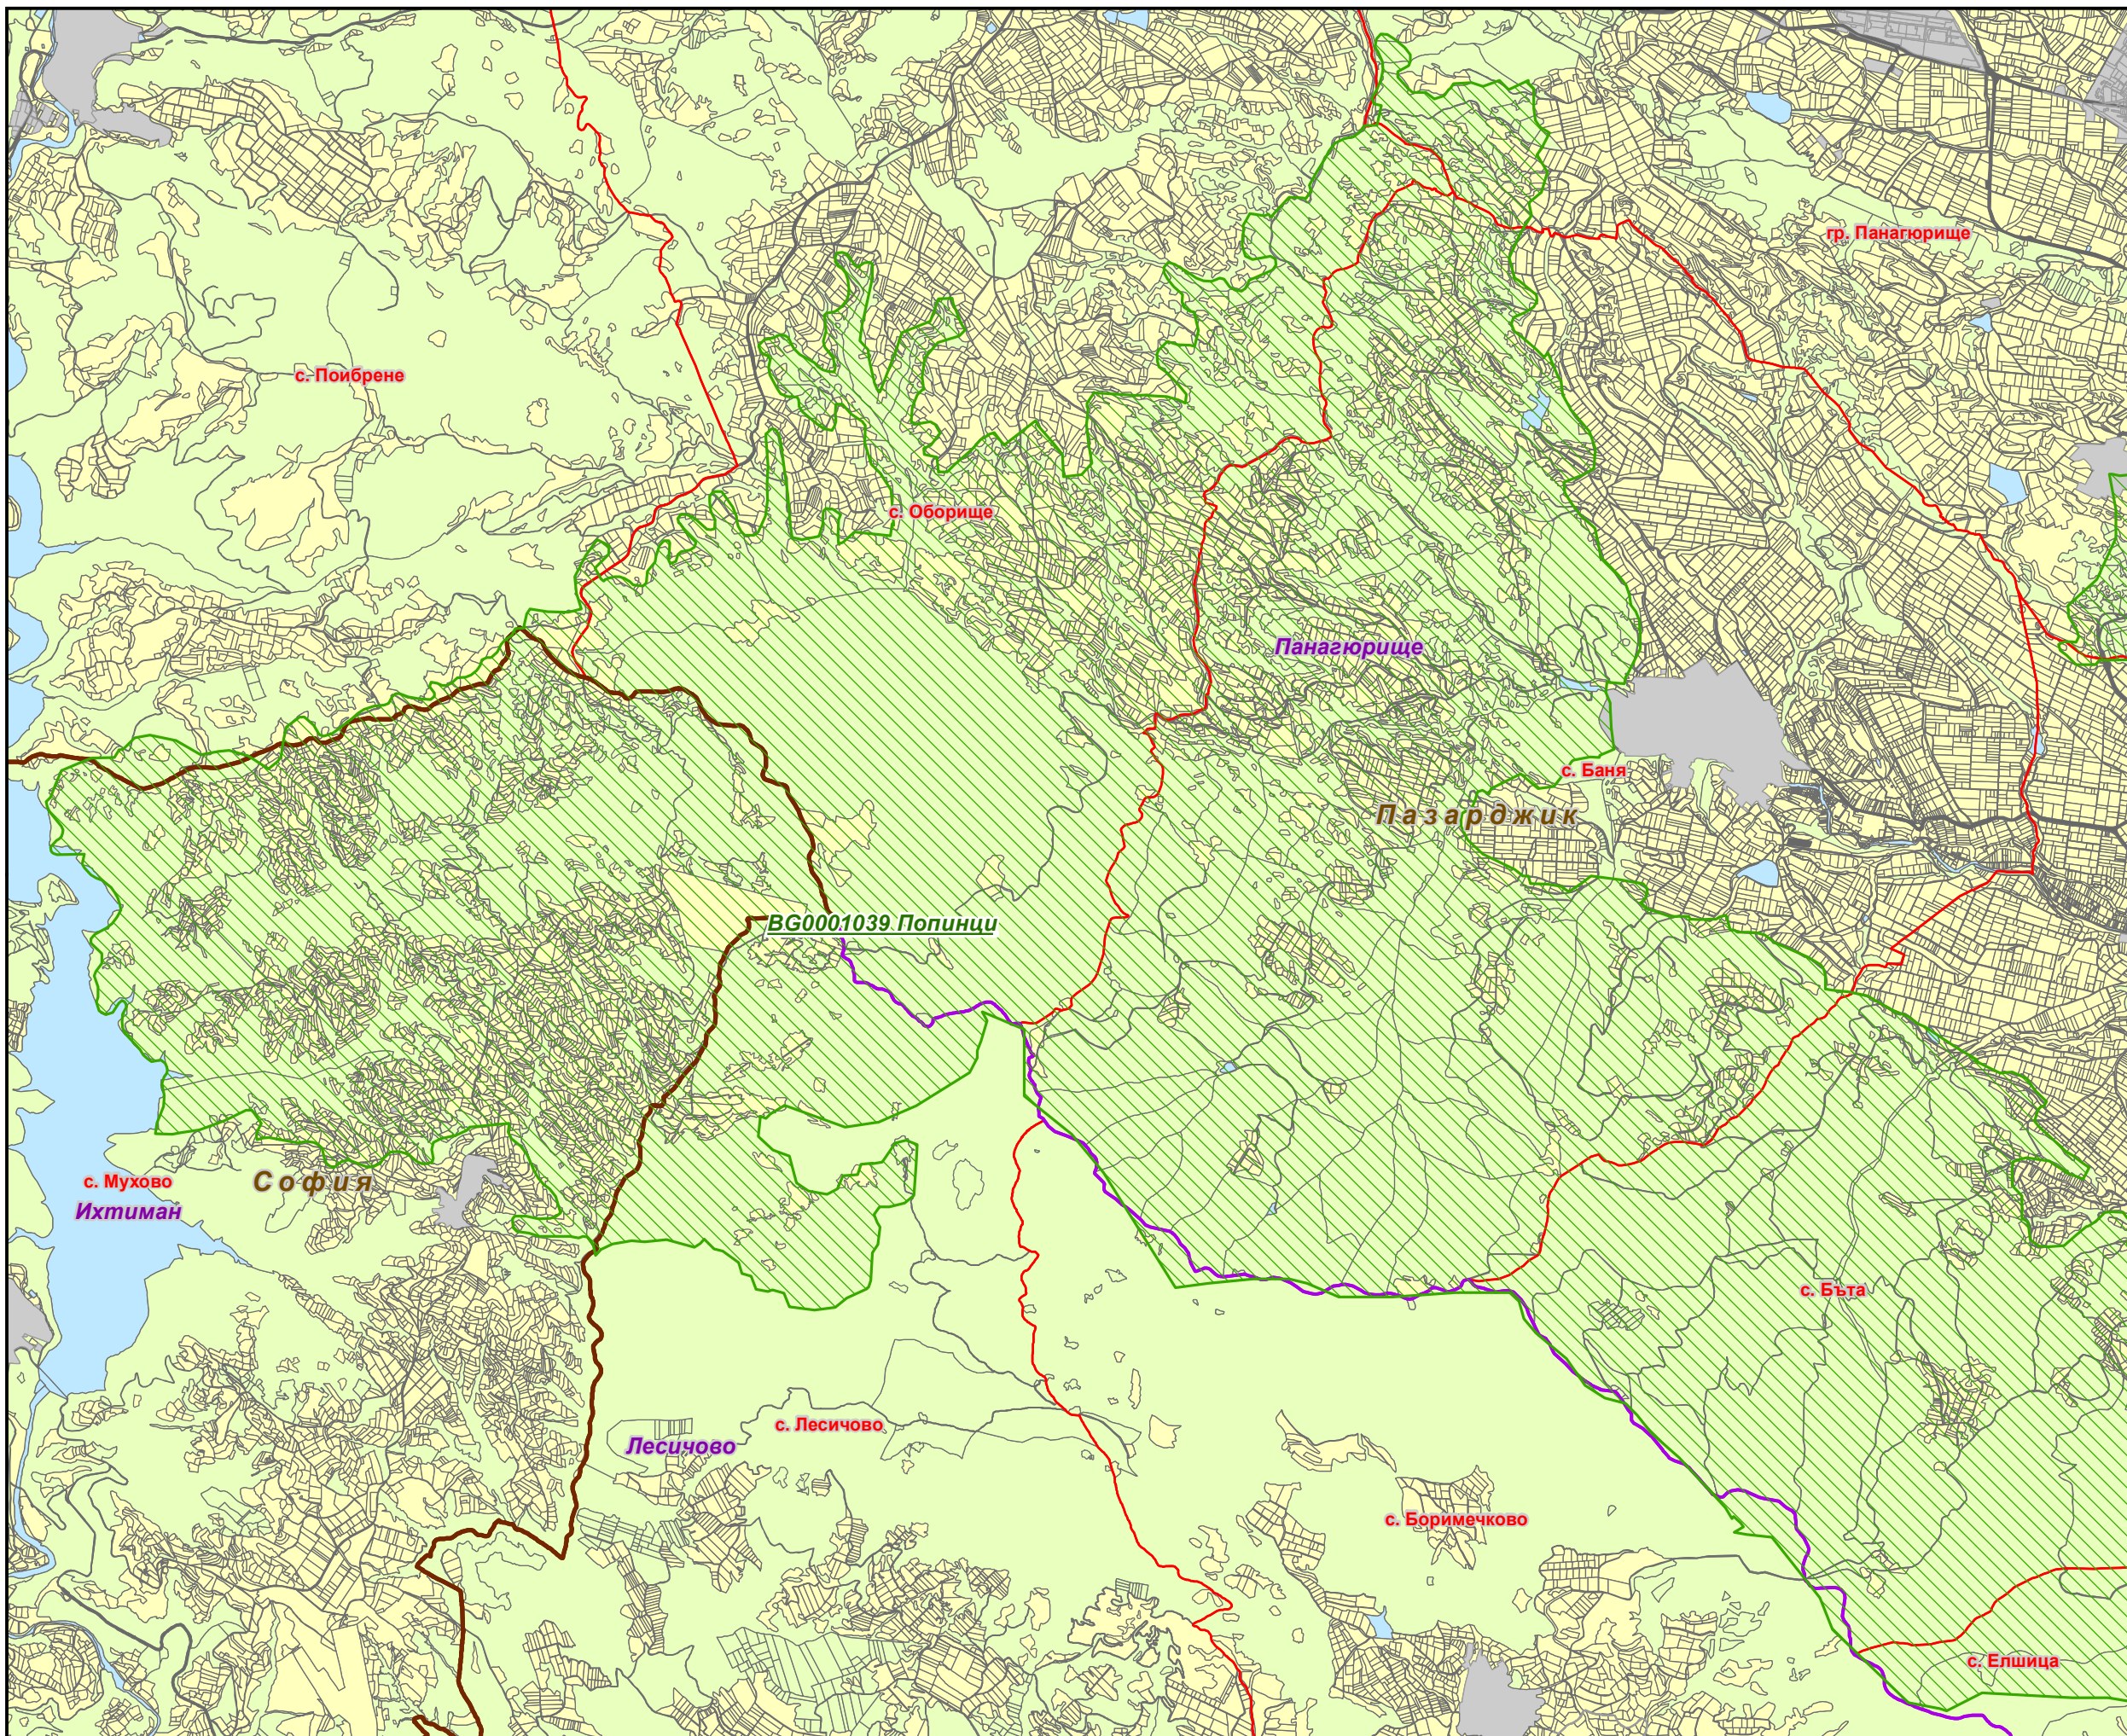 гр. Панагюрище
с. Поибрене
с. Оборище
Панагюрище
с. Баня
Пазарджик
BG0001039 Попинци
с. Мухово
София
Ихтиман
с. Бъта
с. Лесичово
Лесичово
с. Боримечково
с. Елшица